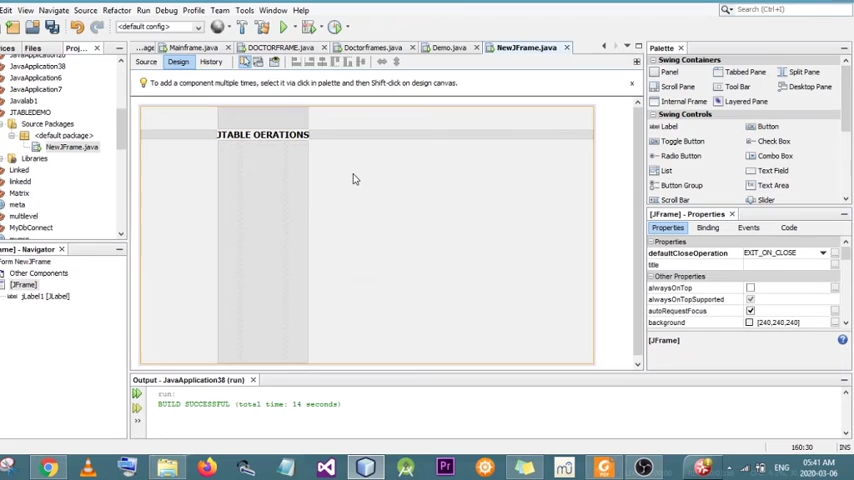 Edit View Navigate Source Refactor Run Debug Profile Team Tools Window Help
Search (Ctrl+I)
<default config>
Files
...age Mainframe.java DOCTORFRAME.java Doctorframes.java Demo.java NewJFrame.java
Source Design History
To add a component multiple times, select it via click in palette and then Shift-click on design canvas.
JavaApplication38
JavaApplication6
JavaApplication7
Javalab1
JTABLEDEMO
Source Packages
<default package>
NewJFrame.java
Libraries
Linked
linkedd
Matrix
meta
multilevel
MyDbConnect
JTABLE OERATIONS
Navigator
Form NewJFrame
Other Components
[JFrame]
jLabel1 [JLabel]
Palette
Swing Containers
Panel Tabbed Pane Split Pane
Scroll Pane Tool Bar Desktop Pane
Internal Frame Layered Pane
Swing Controls
Label Button
Toggle Button Check Box
Radio Button Combo Box
List Text Field
Button Group Text Area
Scroll Bar Slider
[JFrame] - Properties
Properties Binding Events Code
Properties
defaultCloseOperation EXIT_ON_CLOSE
title
Other Properties
alwaysOnTop
alwaysOnTopSupported
autoRequestFocus
background [240,240,240]
[JFrame]
Output - JavaApplication38 (run)
run:
BUILD SUCCESSFUL (total time: 14 seconds)
160:30 INS
Pr
ENG
05:41 AM
2020-03-06